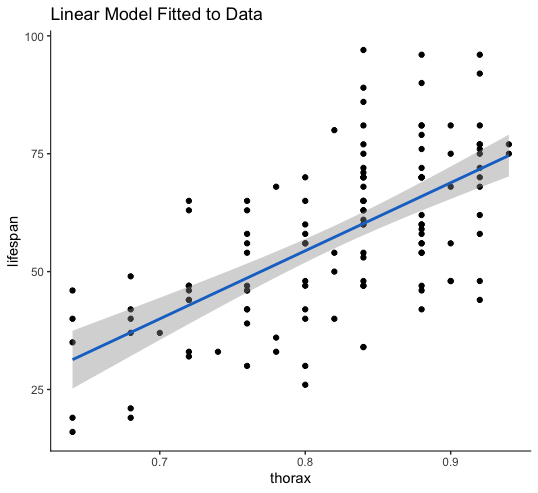 Linear Model Fitted to Data
100
75
50
25
lifespan
0.7 0.8 0.9
thorax